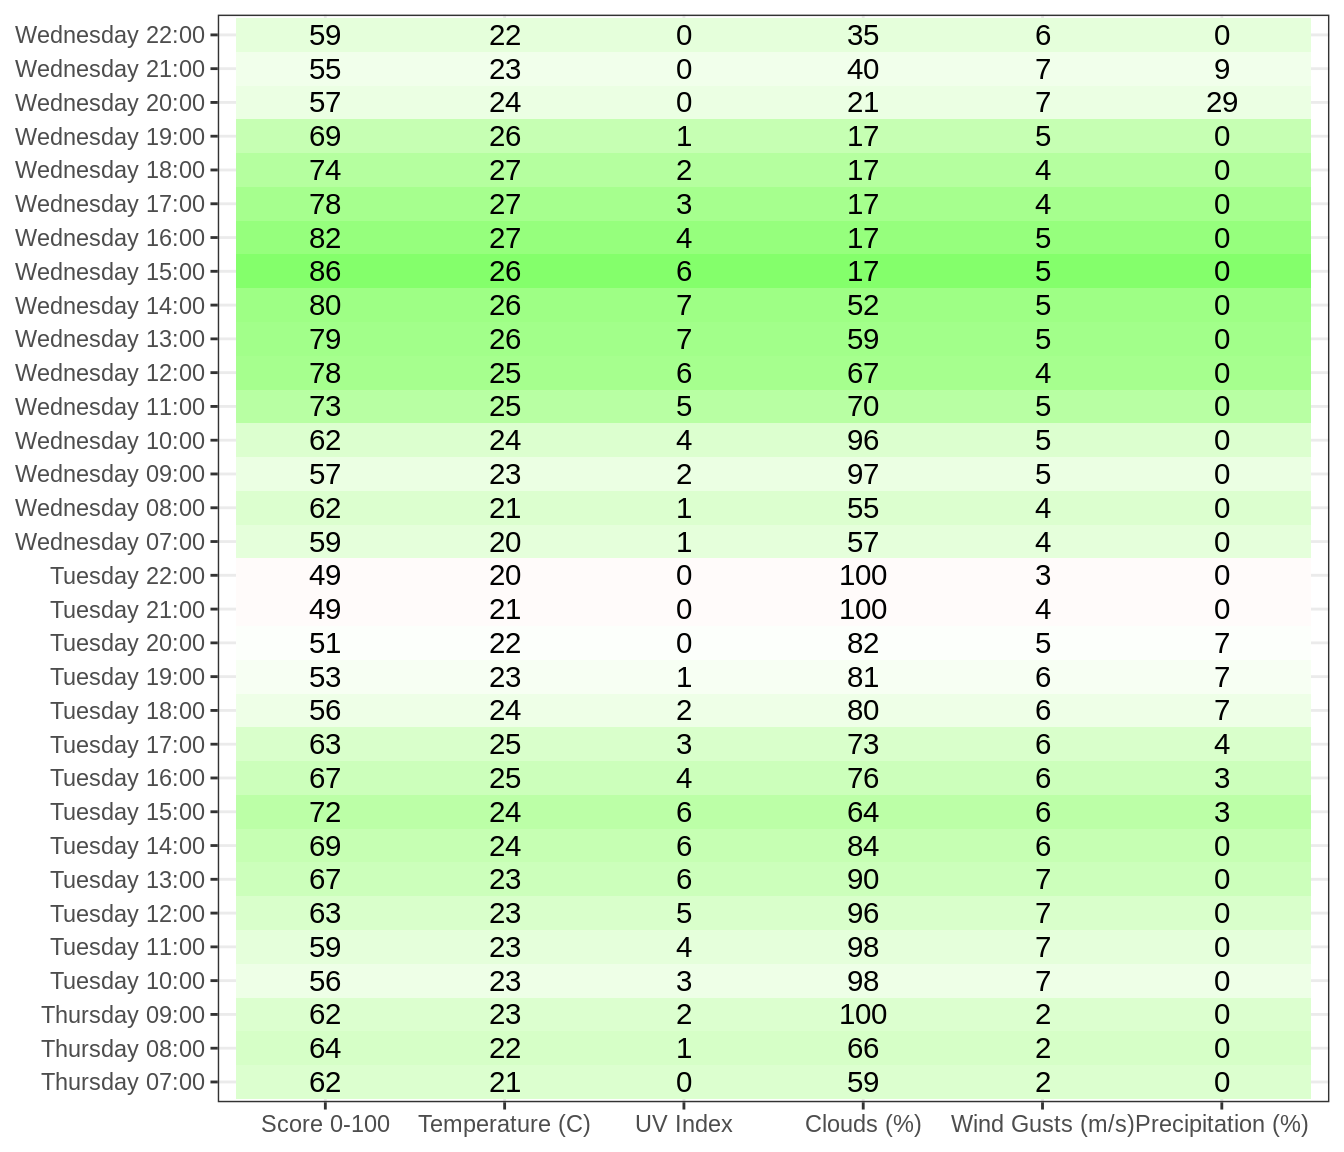 Wednesday 22:00 59 22 0 35 6 0
Wednesday 21:00 55 23 0 40 7 9
Wednesday 20:00 57 24 0 21 7 29
Wednesday 19:00 69 26 1 17 5 0
Wednesday 18:00 74 27 2 17 4 0
Wednesday 17:00 78 27 3 17 4 0
Wednesday 16:00 82 27 4 17 5 0
Wednesday 15:00 86 26 6 17 5 0
Wednesday 14:00 80 26 7 52 5 0
Wednesday 13:00 79 26 7 59 5 0
Wednesday 12:00 78 25 6 67 4 0
Wednesday 11:00 73 25 5 70 5 0
Wednesday 10:00 62 24 4 96 5 0
Wednesday 09:00 57 23 2 97 5 0
Wednesday 08:00 62 21 1 55 4 0
Wednesday 07:00 59 20 1 57 4 0
Tuesday 22:00 49 20 0 100 3 0
Tuesday 21:00 49 21 0 100 4 0
Tuesday 20:00 51 22 0 82 5 7
Tuesday 19:00 53 23 1 81 6 7
Tuesday 18:00 56 24 2 80 6 7
Tuesday 17:00 63 25 3 73 6 4
Tuesday 16:00 67 25 4 76 6 3
Tuesday 15:00 72 24 6 64 6 3
Tuesday 14:00 69 24 6 84 6 0
Tuesday 13:00 67 23 6 90 7 0
Tuesday 12:00 63 23 5 96 7 0
Tuesday 11:00 59 23 4 98 7 0
Tuesday 10:00 56 23 3 98 7 0
Thursday 09:00 62 23 2 100 2 0
Thursday 08:00 64 22 1 66 2 0
Thursday 07:00 62 21 0 59 2 0
Score 0-100 Temperature (C) UV Index Clouds (%) Wind Gusts (m/s) Precipitation (%)